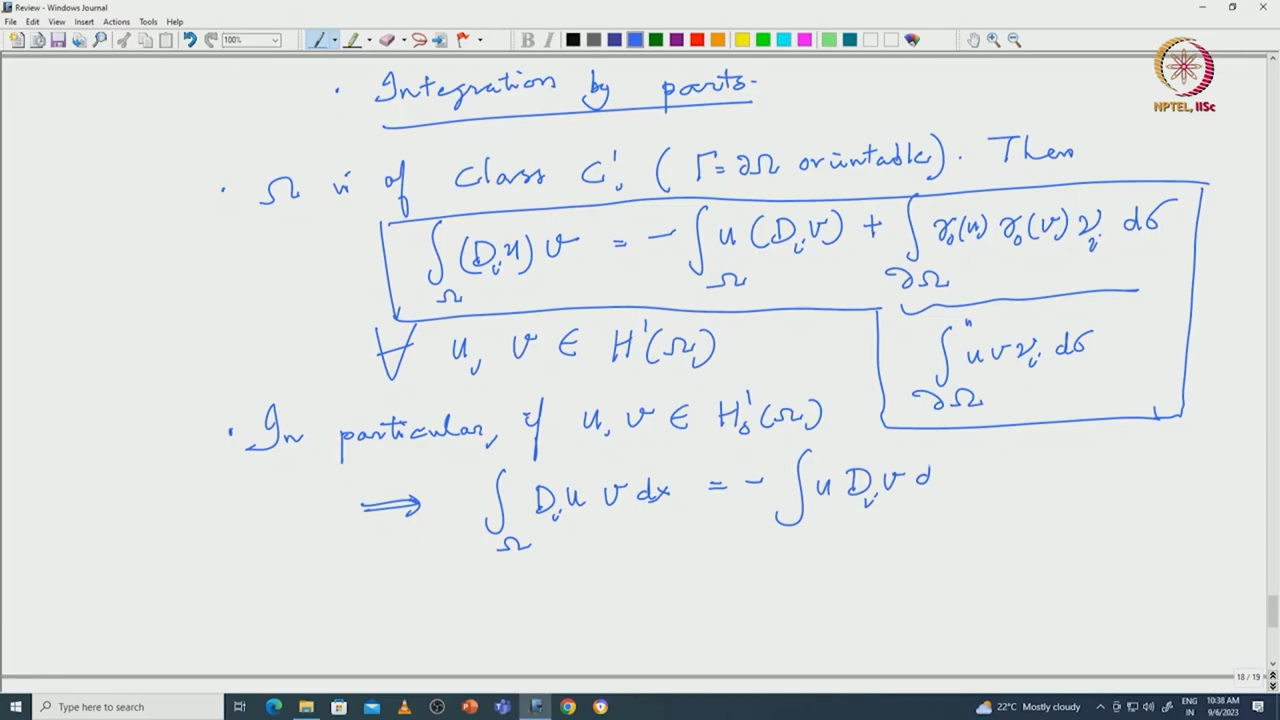 Review - Windows Journal
File Edit View Insert Actions Tools Help
100%
B I
NPTEL, IISc
· Integration by parts.
· Ω is of class C¹, (Γ = ∂Ω orientable). Then
∫_Ω (D_i u) v = - ∫_Ω u (D_i v) + ∫_∂Ω γ₀(u) γ₀(v) ν_i dσ
∀ u, v ∈ H¹(Ω) ∫_∂Ω " u v ν_i dσ
· In particular, if u, v ∈ H₀¹(Ω)
⟹ ∫_Ω D_i u v dx = - ∫ u D_i v d
18 / 19
Type here to search
22°C Mostly cloudy
ENG
IN
10:38 AM
9/6/2023